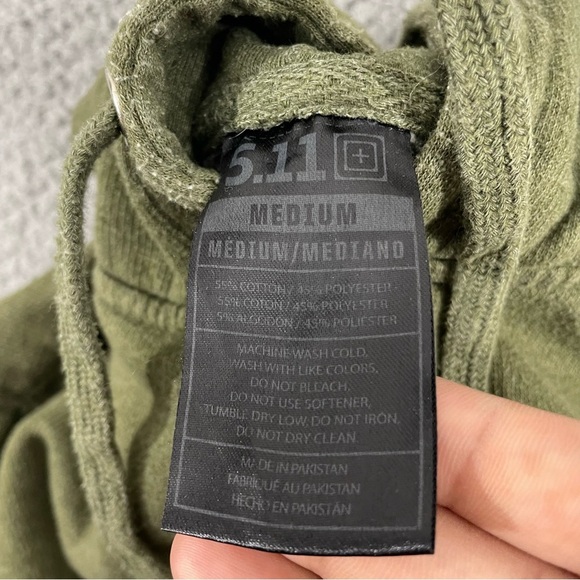 5.11
MEDIUM
MEDIUM/MEDIANO
55% COTTON / 45% POLYESTER
55% COTON / 45% POLYESTER
5% ALGODON / 45% POLIESTER
MACHINE WASH COLD,
WASH WITH LIKE COLORS,
DO NOT BLEACH.
DO NOT USE SOFTENER,
TUMBLE DRY LOW, DO NOT IRON,
DO NOT DRY CLEAN.
MADE IN PAKISTAN
FABRIQUÉ AU PAKISTAN
HECHO EN PAKISTÁN